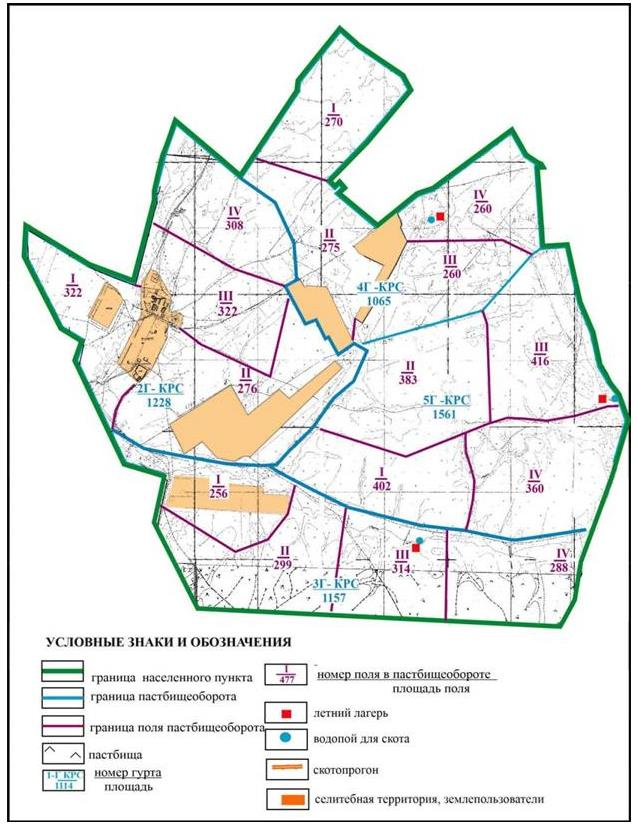 I
270
IV
260
IV
308
II
275
III
260
I
322
4Г -КРС
1065
III
322
III
416
II
383
II
276
2Г- КРС
1228
5Г -КРС
1561
I
256
I
402
IV
360
II
299
III
314
IV
288
3Г- КРС
1157
УСЛОВНЫЕ ЗНАКИ И ОБОЗНАЧЕНИЯ
граница населенного пункта
граница пастбищеоборота
граница поля пастбищеоборота
пастбища
1-Г КРС
1114
номер гурта
площадь
I
477
номер поля в пастбищеобороте
площадь поля
летний лагерь
водопой для скота
скотопрогон
селитебная территория, землепользователи